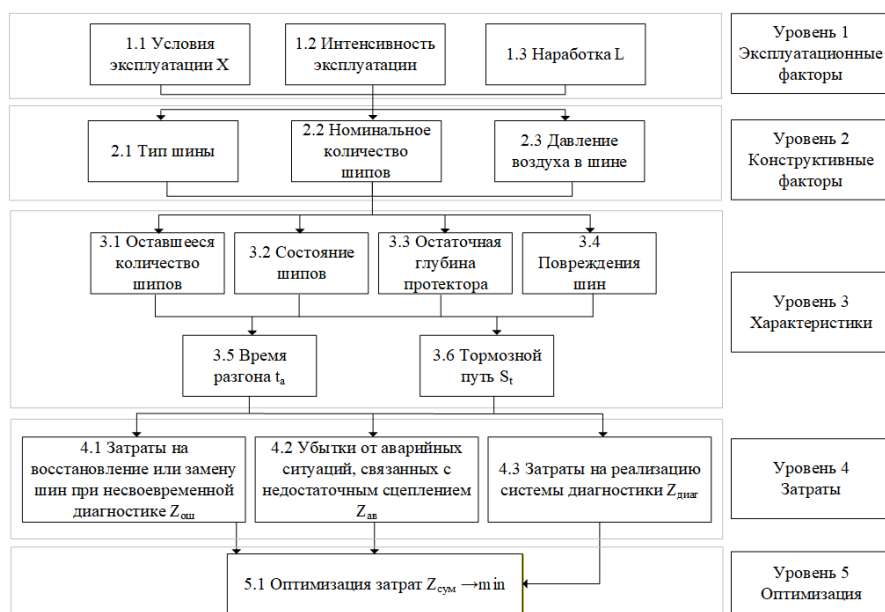 1.1 Условия
эксплуатации X
1.2 Интенсивность
эксплуатации
1.3 Наработка L
Уровень 1
Эксплуатационные
факторы
2.1 Тип шины
2.2 Номинальное
количество
шипов
2.3 Давление
воздуха в шине
Уровень 2
Конструктивные
факторы
3.1 Оставшееся
количество
шипов
3.2 Состояние
шипов
3.3 Остаточная
глубина
протектора
3.4
Повреждения
шин
3.5 Время
разгона tₐ
3.6 Тормозной
путь Sₜ
Уровень 3
Характеристики
4.1 Затраты на
восстановление или замену
шин при несвоевременной
диагностике Zош
4.2 Убытки от аварийных
ситуаций, связанных с
недостаточным сцеплением
Zав
4.3 Затраты на реализацию
системы диагностики Zдиаг
Уровень 4
Затраты
5.1 Оптимизация затрат Zсум →min
Уровень 5
Оптимизация